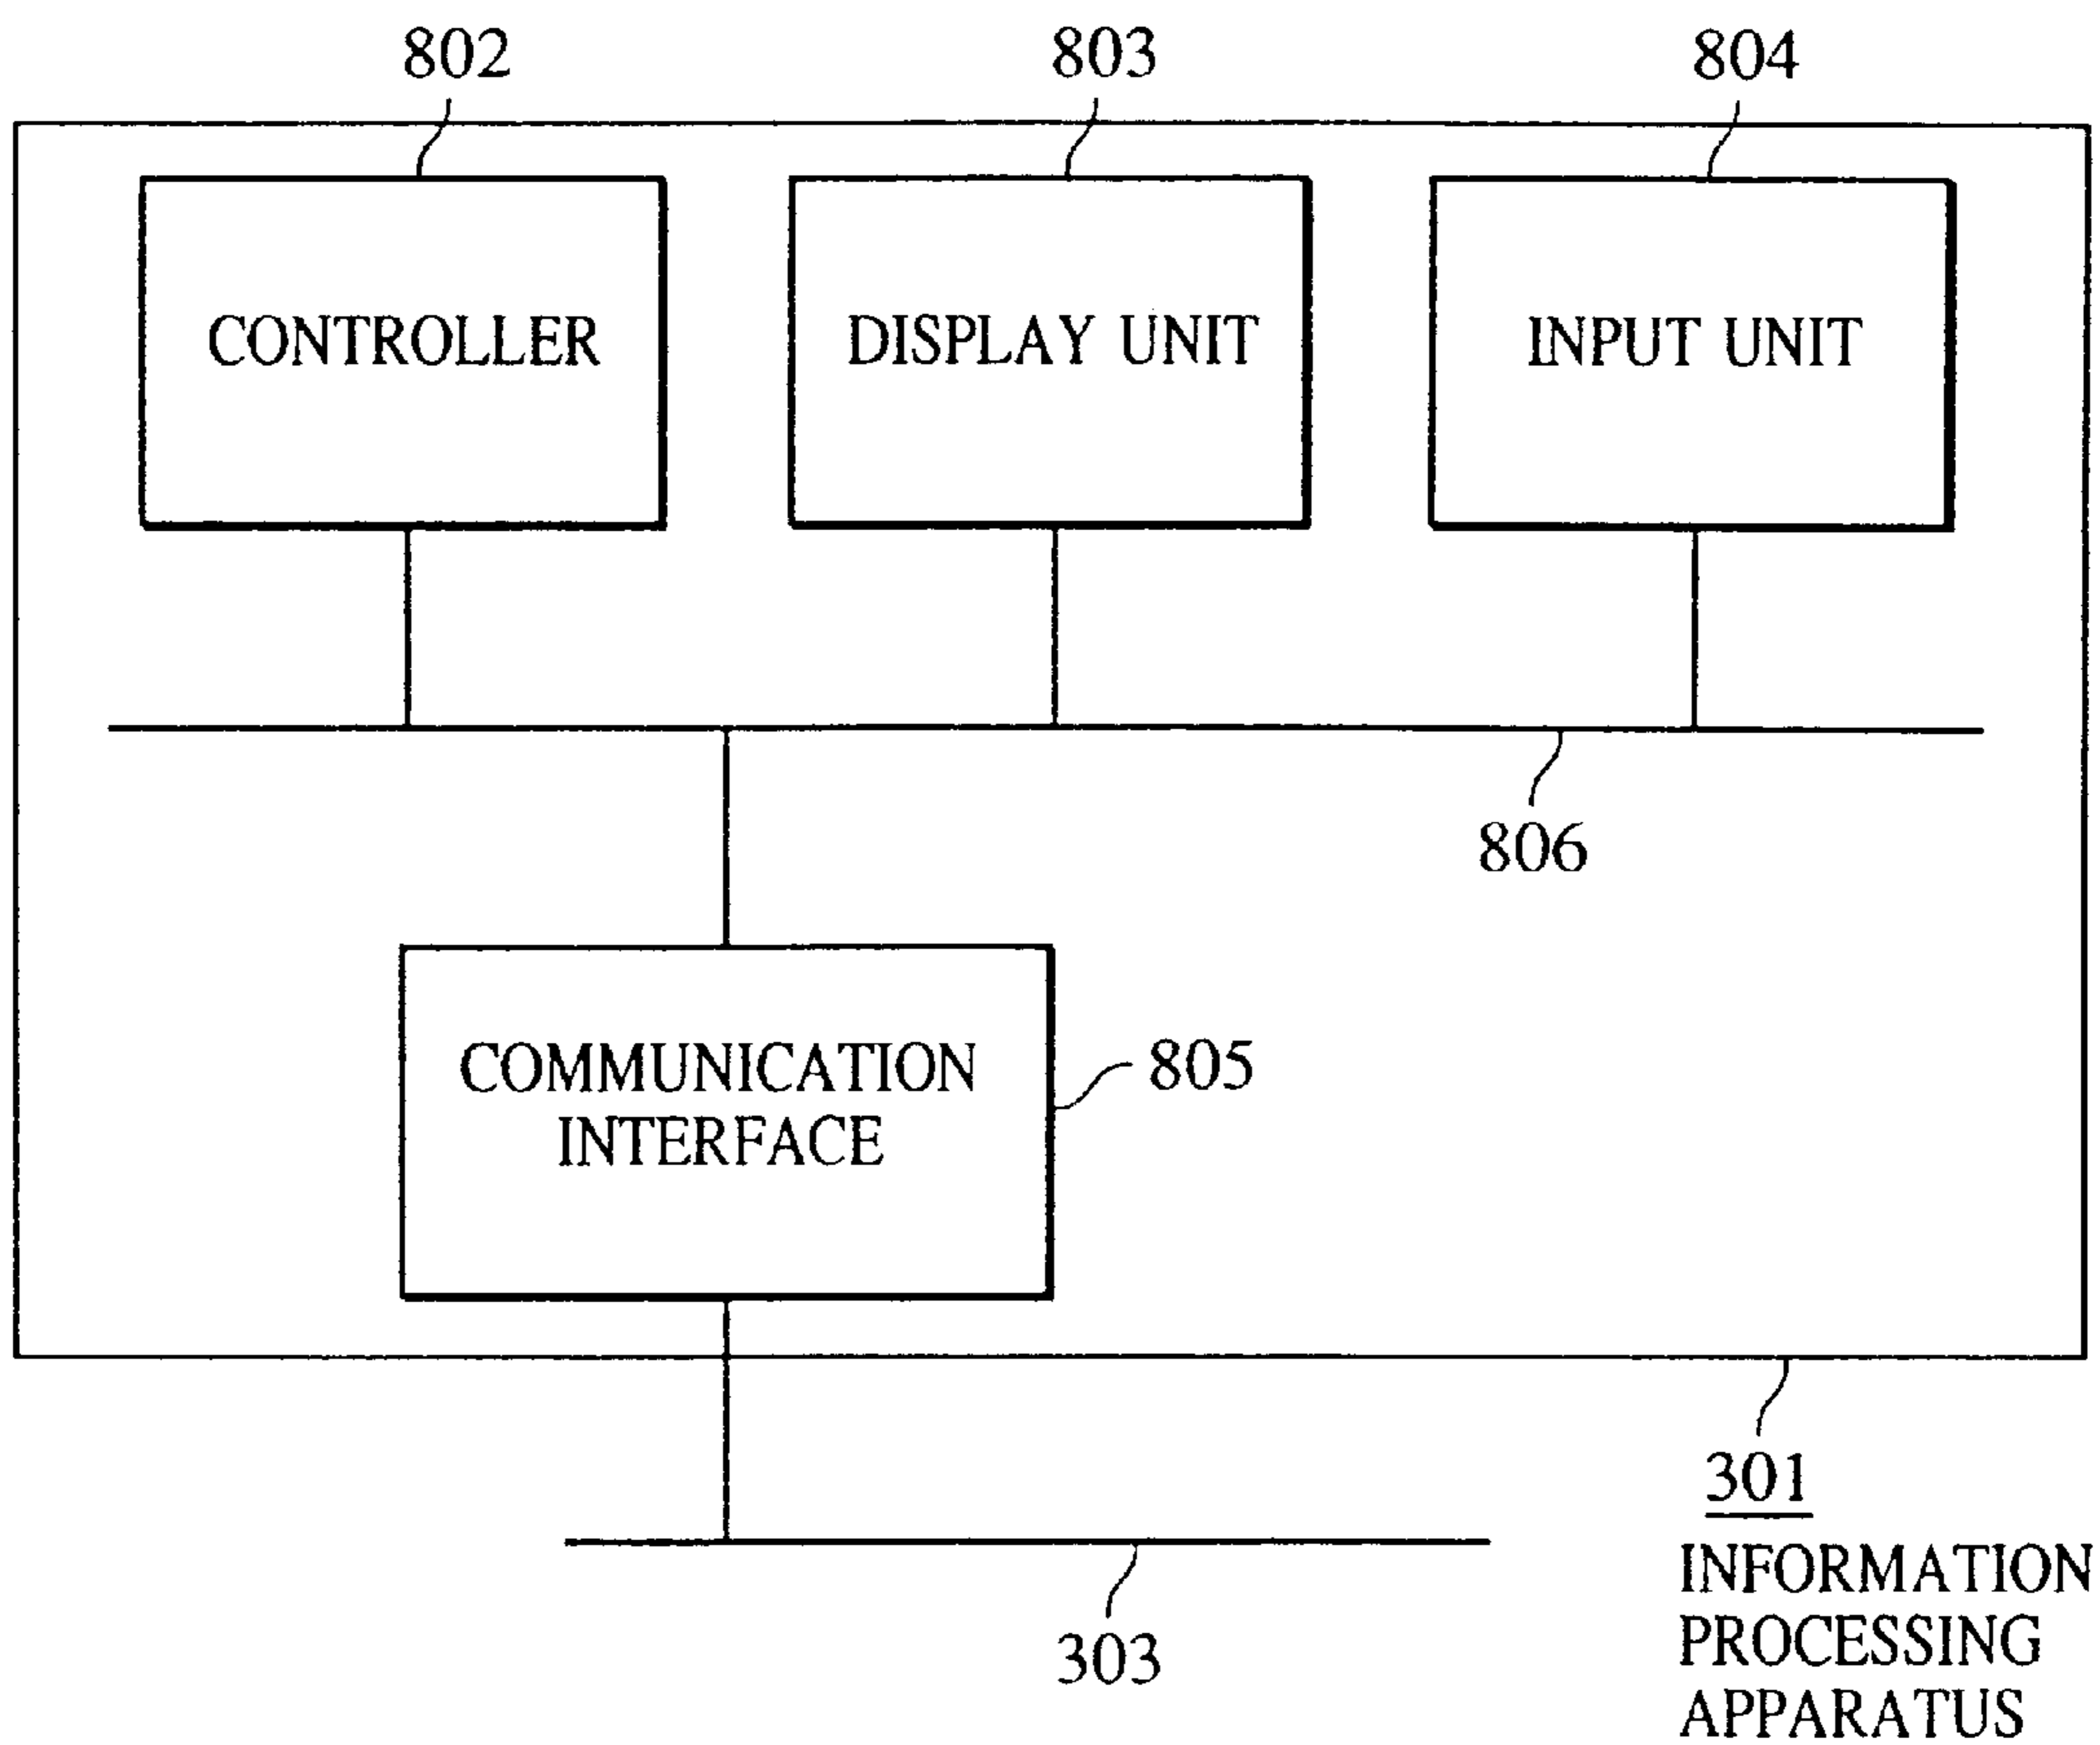 802
803
804
CONTROLLER
DISPLAY UNIT
INPUT UNIT
806
COMMUNICATION
INTERFACE
805
301
INFORMATION
PROCESSING
APPARATUS
303